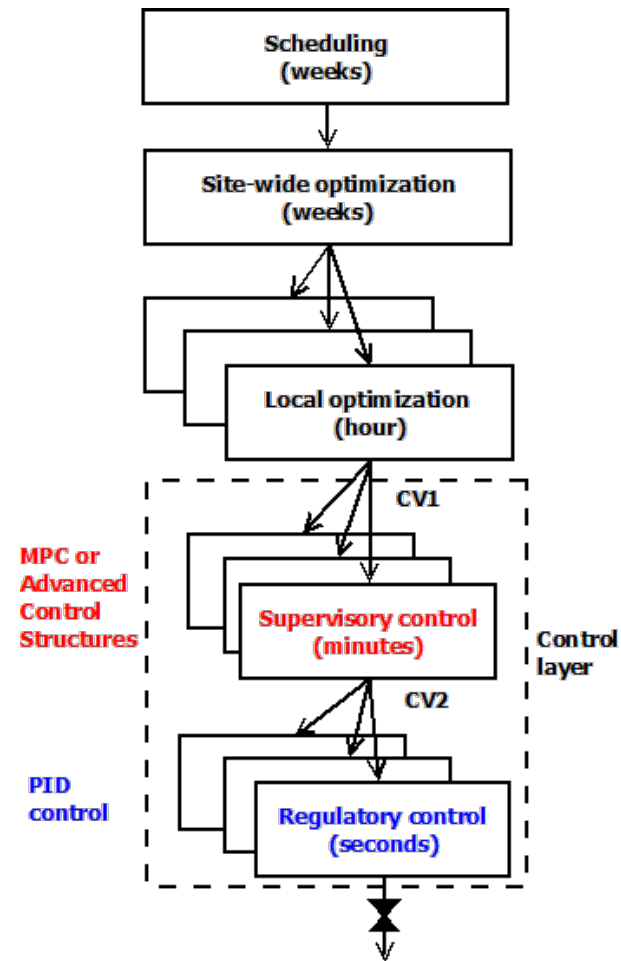 Scheduling
(weeks)
Site-wide optimization
(weeks)
Local optimization
(hour)
CV1
MPC or
Advanced
Control
Structures
Supervisory control
(minutes)
Control
layer
CV2
PID
control
Regulatory control
(seconds)